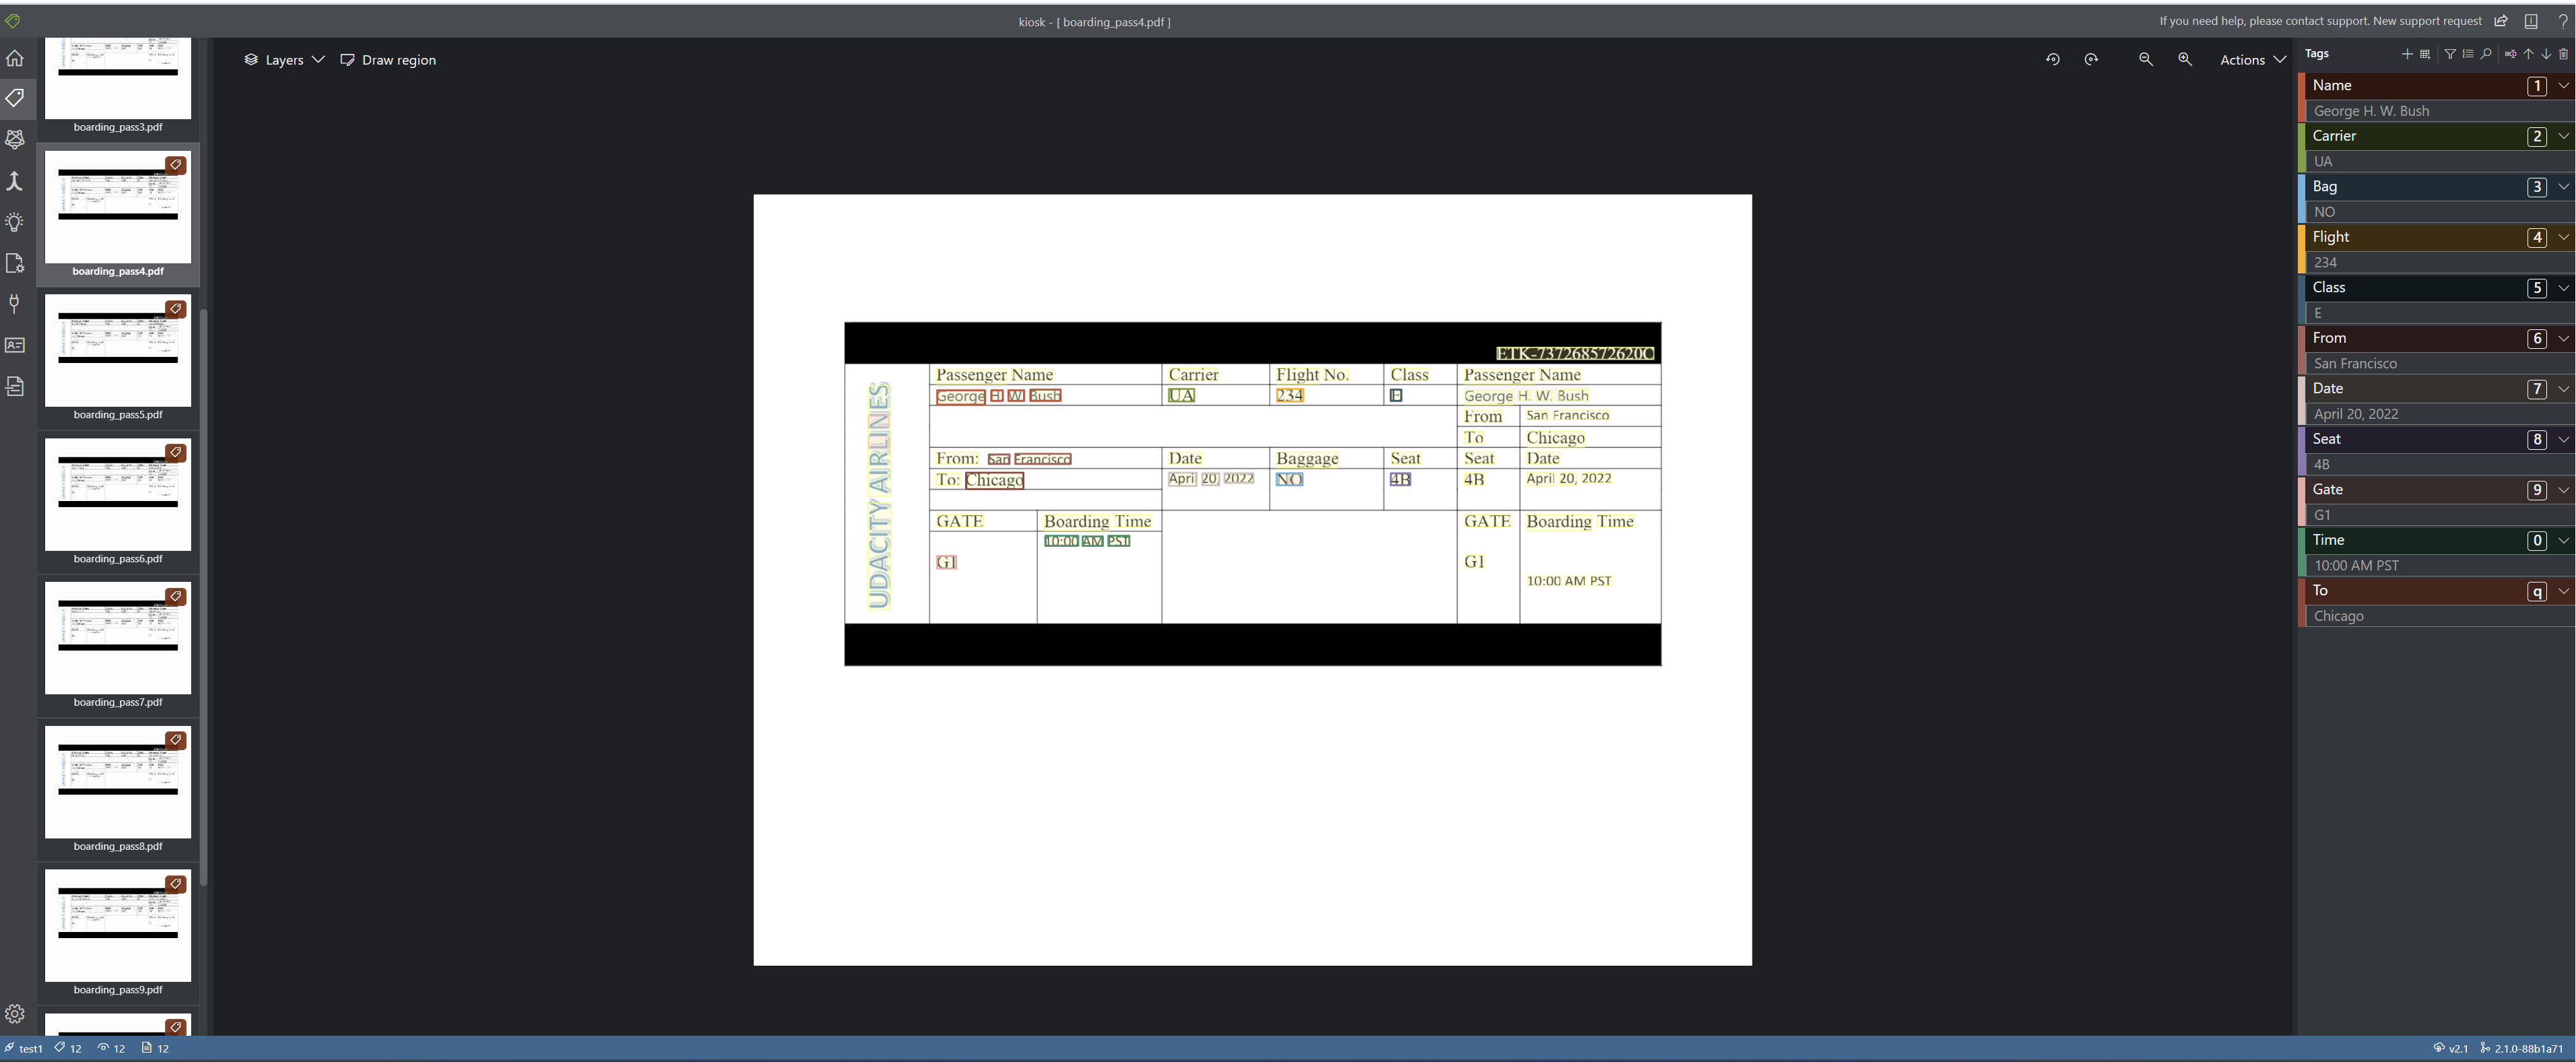 kiosk - [ boarding_pass4.pdf ]
If you need help, please contact support. New support request
Layers
Draw region
Actions
boarding_pass3.pdf
boarding_pass4.pdf
boarding_pass5.pdf
boarding_pass6.pdf
boarding_pass7.pdf
boarding_pass8.pdf
boarding_pass9.pdf
ETK-737268572620C
UDACITY AIRLINES
Passenger Name Carrier Flight No. Class Passenger Name
George H. W. Bush UA 234 E George H. W. Bush
From San Francisco
To Chicago
From: San Francisco Date Baggage Seat Seat Date
To: Chicago April 20, 2022 NO 4B 4B April 20, 2022
GATE Boarding Time GATE Boarding Time
10:00 AM PST
G1 G1
10:00 AM PST
Tags
Name 1
George H. W. Bush
Carrier 2
UA
Bag 3
NO
Flight 4
234
Class 5
E
From 6
San Francisco
Date 7
April 20, 2022
Seat 8
4B
Gate 9
G1
Time 0
10:00 AM PST
To q
Chicago
test1 12 12 12
v2.1 2.1.0-88b1a71